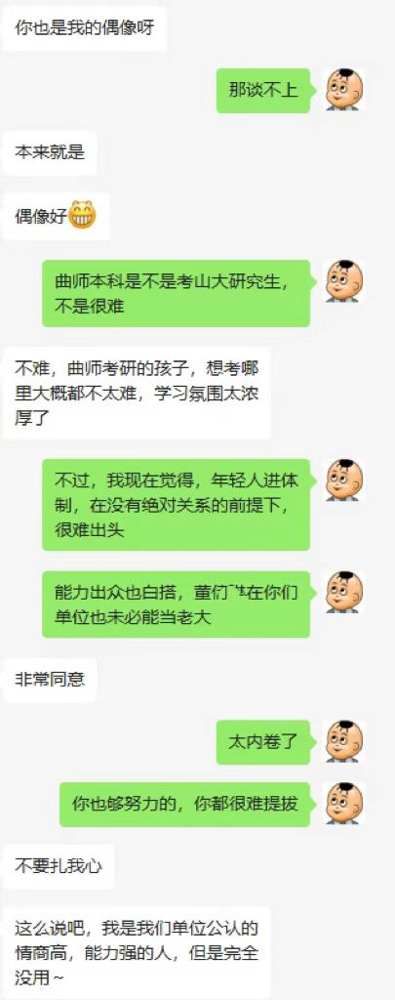 你也是我的偶像呀
那谈不上
本来就是
偶像好
曲师本科是不是考山大研究生，
不是很难
不难，曲师考研的孩子，想考哪
里大概都不太难，学习氛围太浓
厚了
不过，我现在觉得，年轻人进体
制，在没有绝对关系的前提下，
很难出头
能力出众也白搭，董在你们
单位也未必能当老大
非常同意
太内卷了
你也够努力的，你都很难提拔
不要扎我心
这么说吧，我是我们单位公认的
情商高，能力强的人，但是完全
没用～